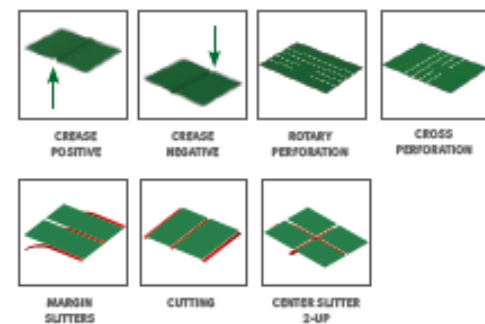 CREASE
POSITIVE
CREASE
NEGATIVE
ROTARY
PERFORATION
CROSS
PERFORATION
MARGIN
SLITTERS
CUTTING
CENTER SLITTER
2-UP